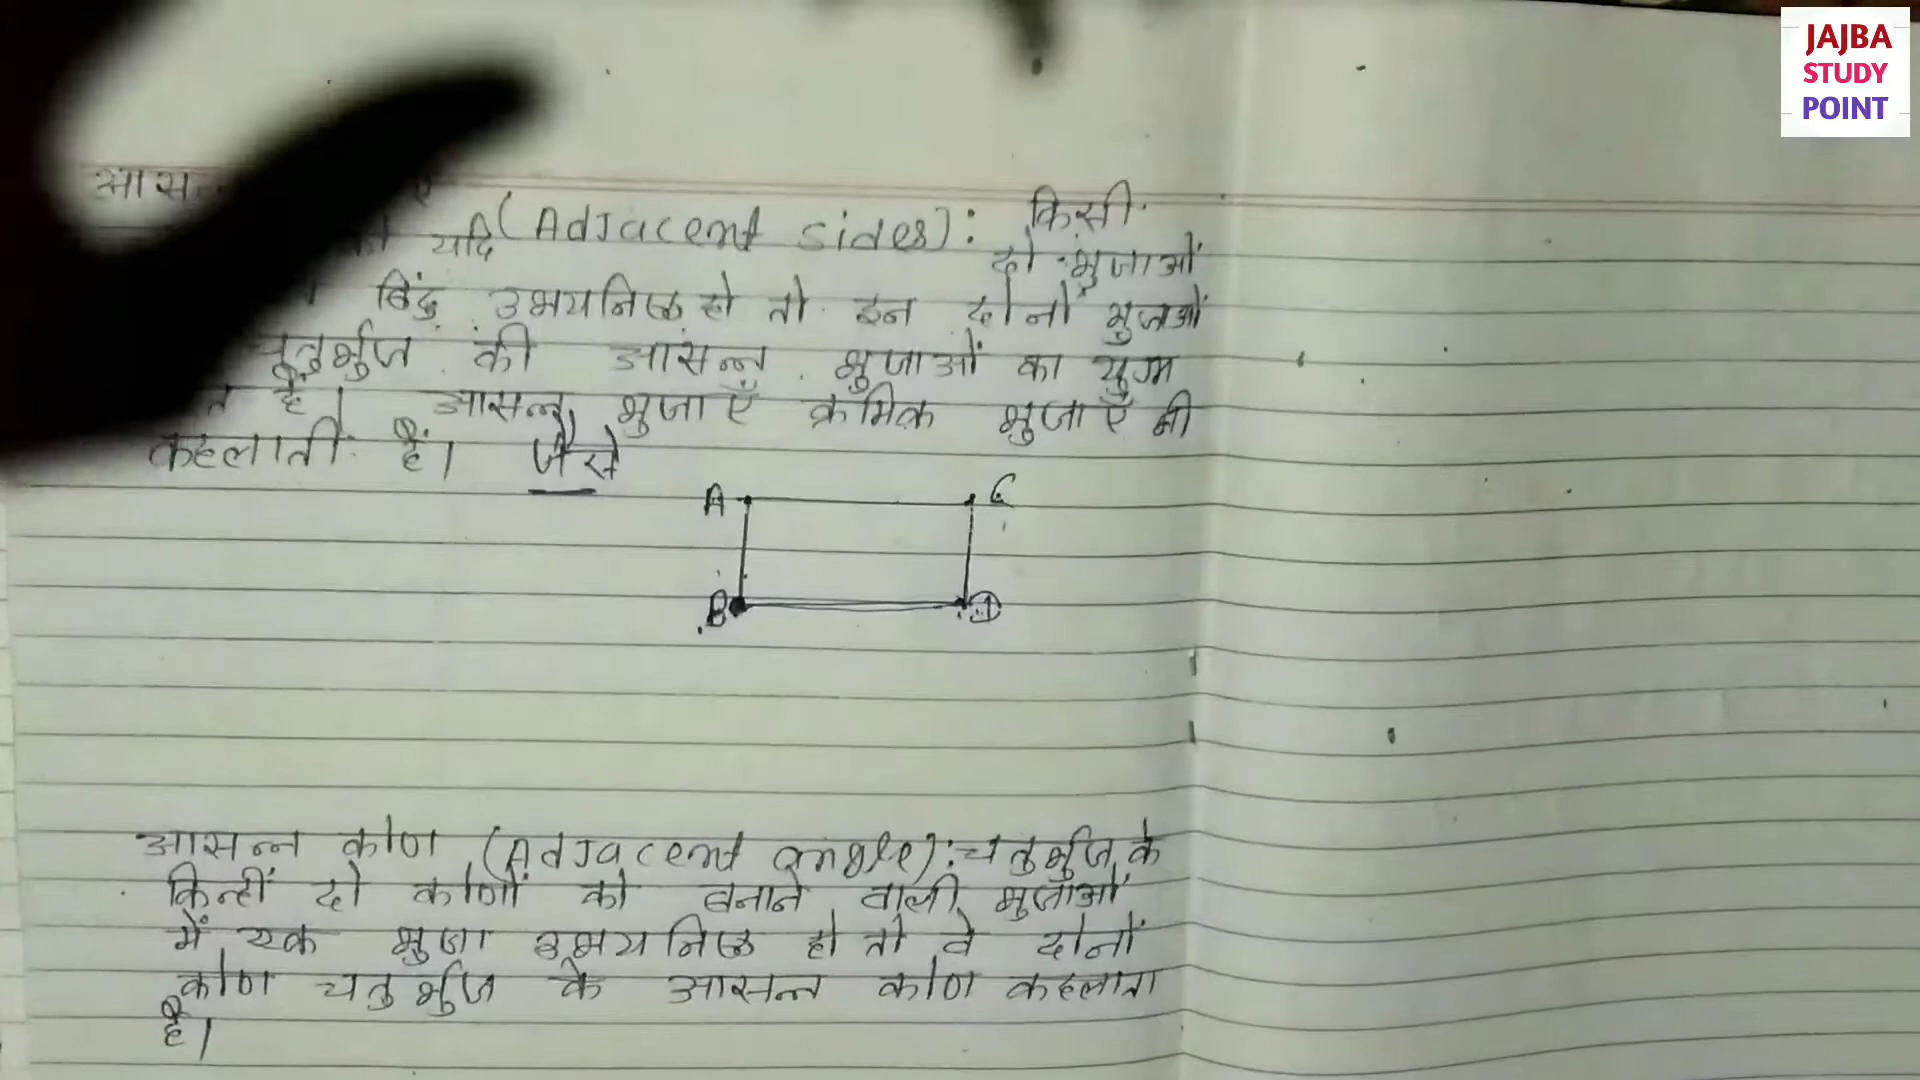 JAJBA
STUDY
POINT
(Adjacent sides): किसी
यदि दो भुजाओं
बिंदु उभयनिष्ठ हो तो इन दोनों भुजओं
चतुर्भुज की आसन्न भुजाओं का युग्म
है। आसन्न भुजाएँ क्रमिक भुजाएँ भी
कहलाती हैं। जैसे
A C
B D
आसन्न कोण (Adjacent angle): चतुर्भुज के
किन्हीं दो कोणों को बनाने वाली भुजाओं
में एक भुजा उभयनिष्ठ हो तो वे दोनों
कोण चतुर्भुज के आसन्न कोण कहलाता
है।